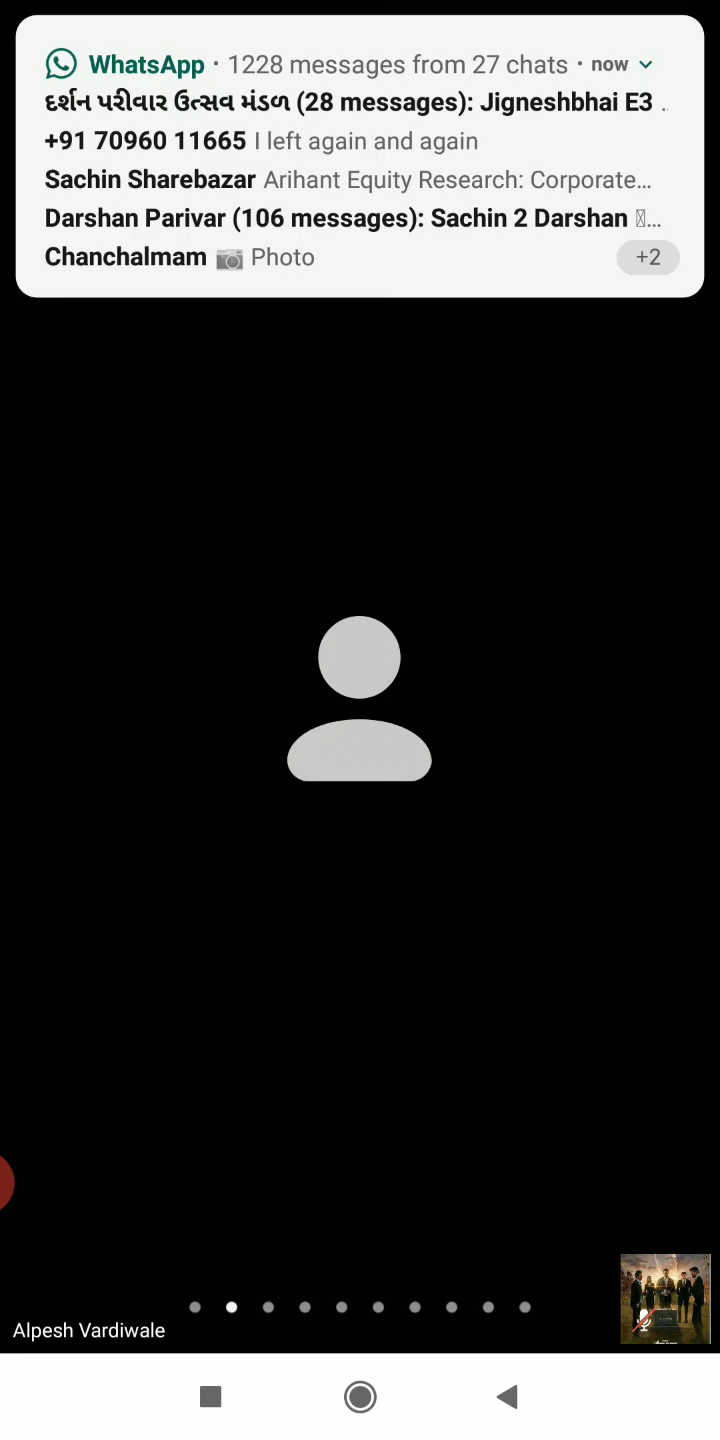 WhatsApp · 1228 messages from 27 chats · now
દર્શન પરીવાર ઉત્સવ મંડળ (28 messages): Jigneshbhai E3 ..
+91 70960 11665 I left again and again
Sachin Sharebazar Arihant Equity Research: Corporate...
Darshan Parivar (106 messages): Sachin 2 Darshan ...
Chanchalmam 📷 Photo
+2
Alpesh Vardiwale